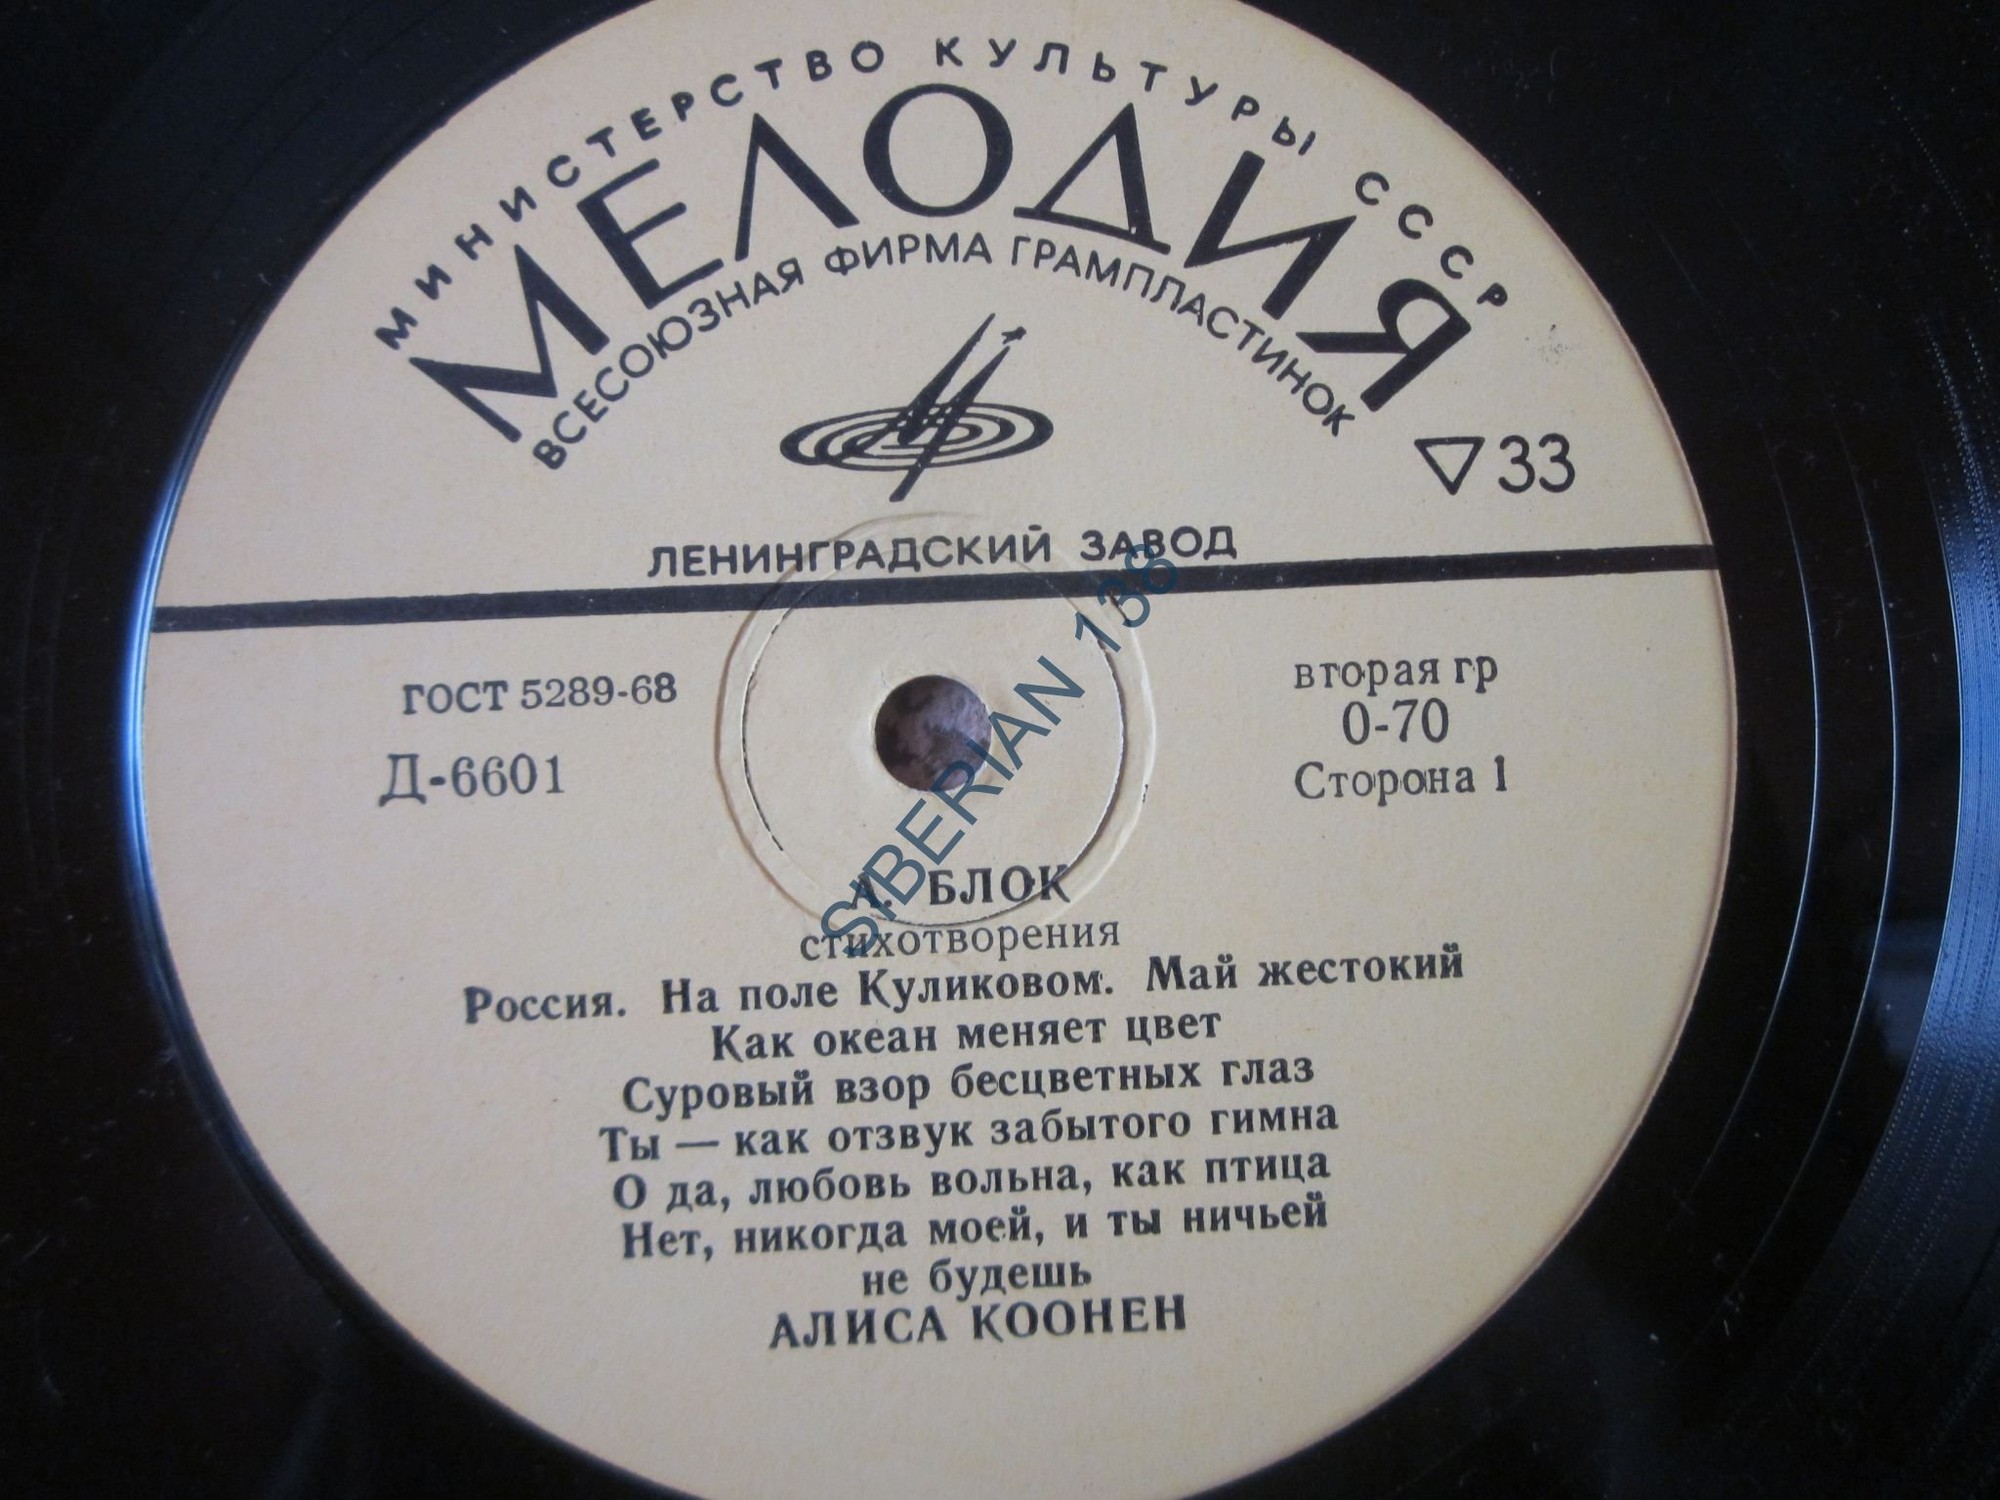 МИНИСТЕРСТВО КУЛЬТУРЫ СССР
МЕЛОДИЯ
ВСЕСОЮЗНАЯ ФИРМА ГРАМПЛАСТИНОК
33
ЛЕНИНГРАДСКИЙ ЗАВОД
ГОСТ 5289-68
Д-6601
вторая гр
0-70
Сторона 1
SIBERIAN 138
А. БЛОК
стихотворения
Россия. На поле Куликовом. Май жестокий
Как океан меняет цвет
Суровый взор бесцветных глаз
Ты — как отзвук забытого гимна
О да, любовь вольна, как птица
Нет, никогда моей, и ты ничьей
не будешь
АЛИСА КООНЕН